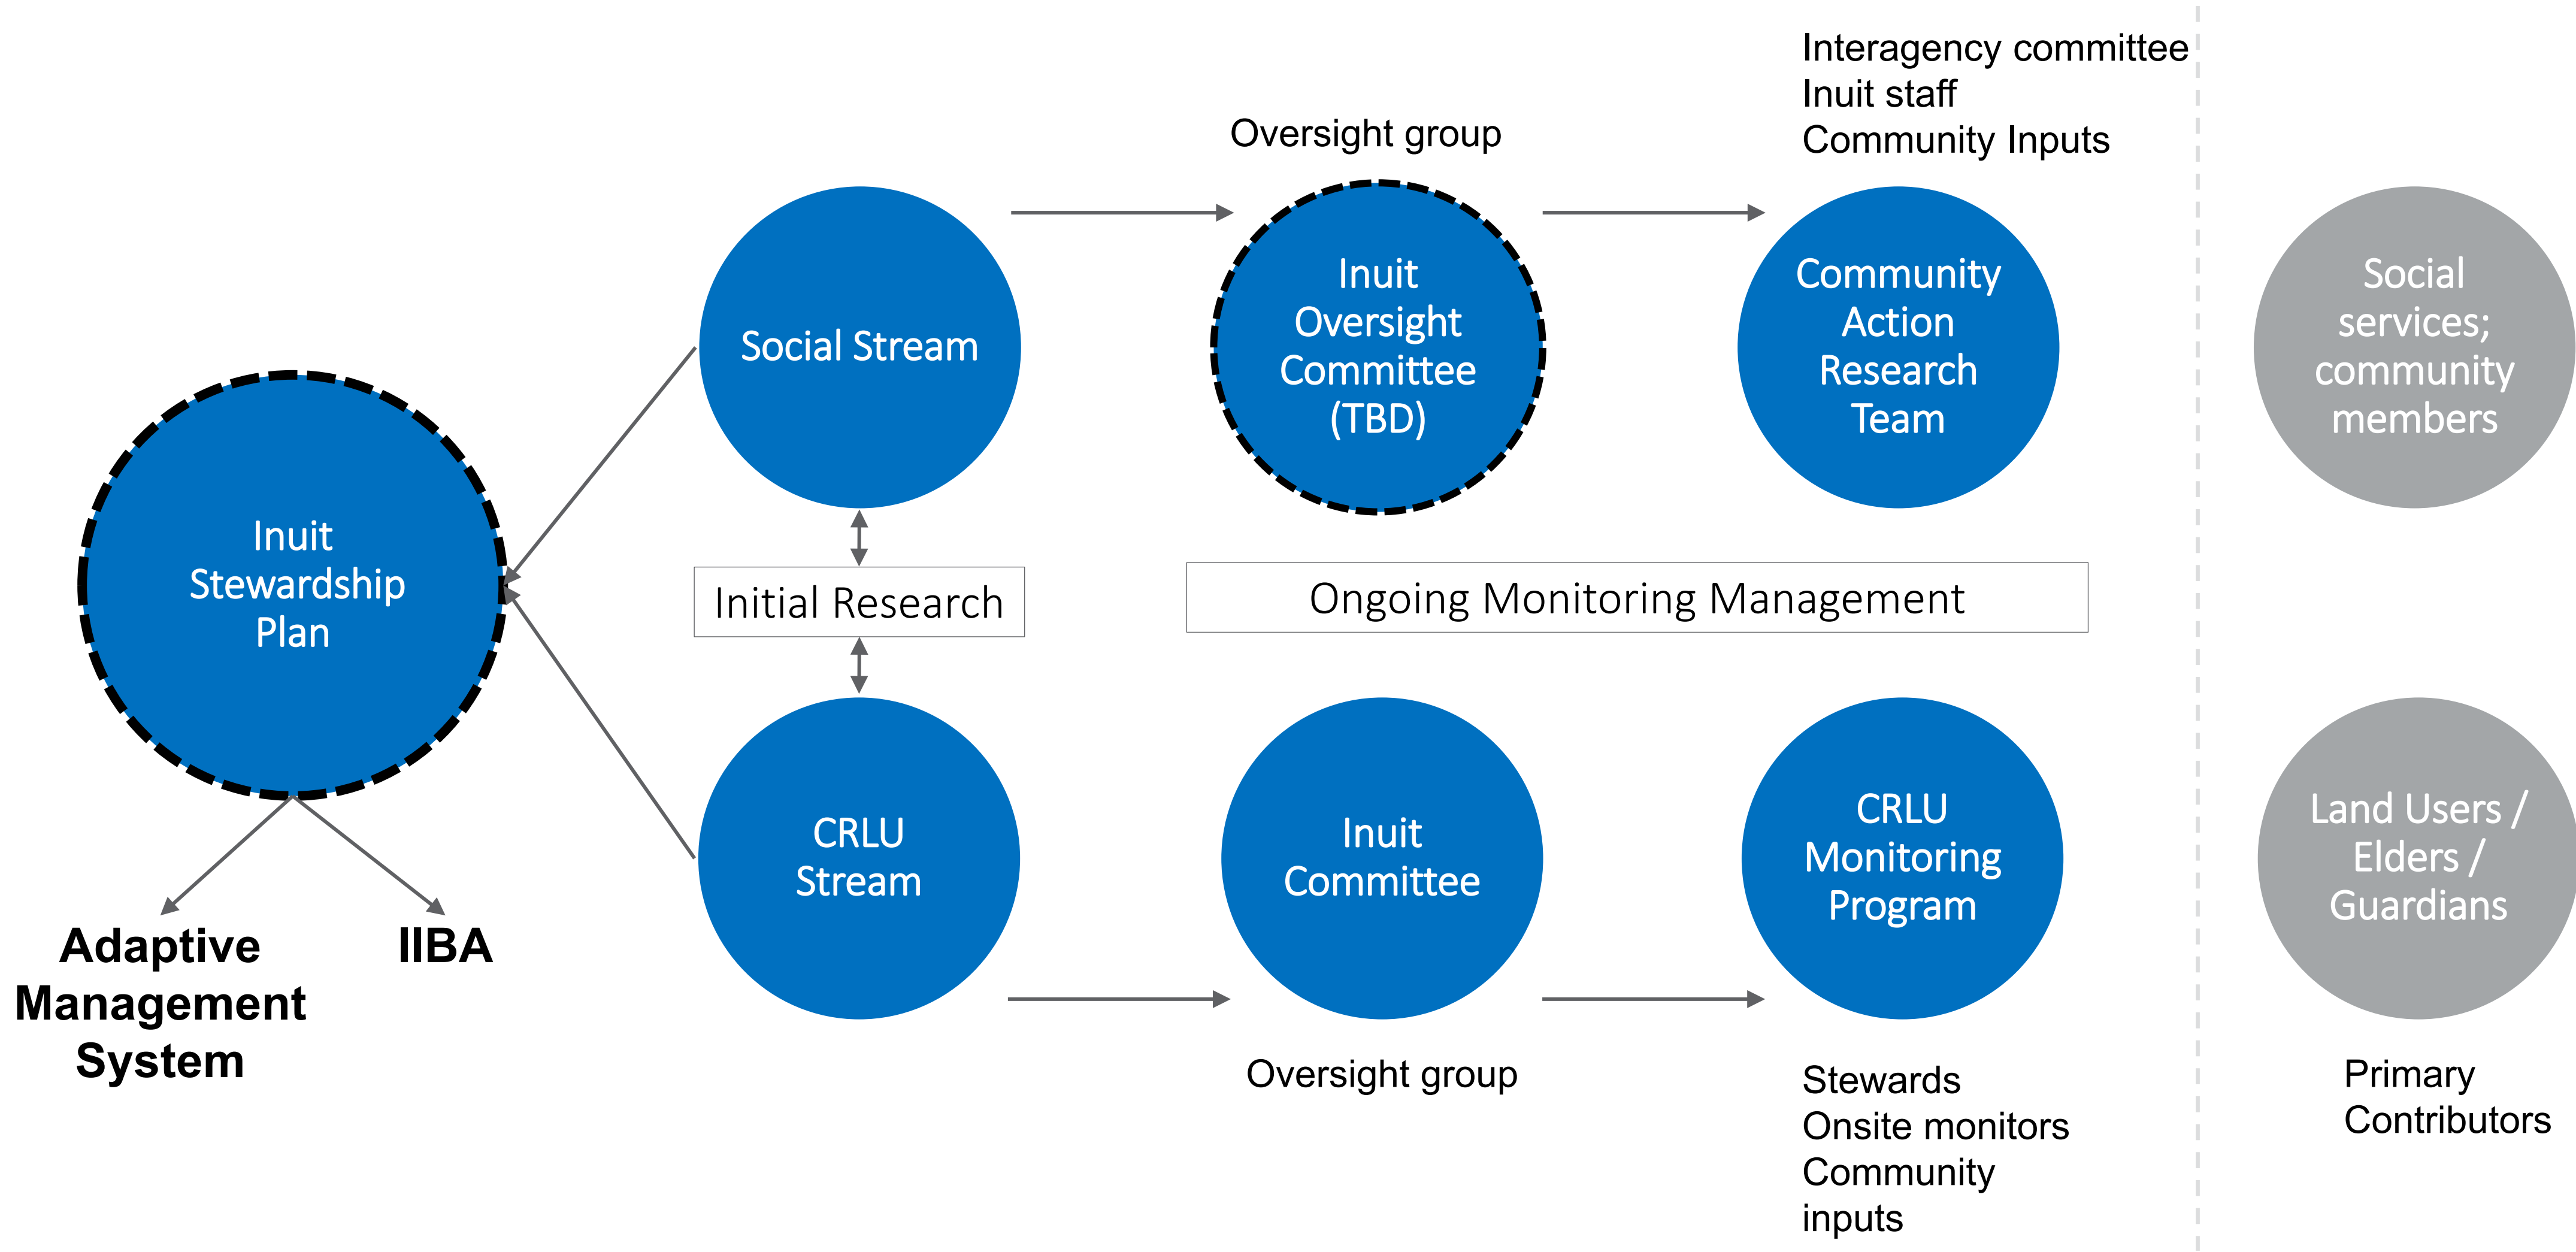 Interagency committee
Inuit staff
Community Inputs
Oversight group
Social Stream
Inuit
Oversight
Committee
(TBD)
Community
Action
Research
Team
Social
services;
community
members
Inuit
Stewardship
Plan
Initial Research
Ongoing Monitoring Management
CRLU
Stream
Inuit
Committee
CRLU
Monitoring
Program
Land Users /
Elders /
Guardians
Adaptive
Management
System
IIBA
Oversight group
Stewards
Onsite monitors
Community
inputs
Primary
Contributors